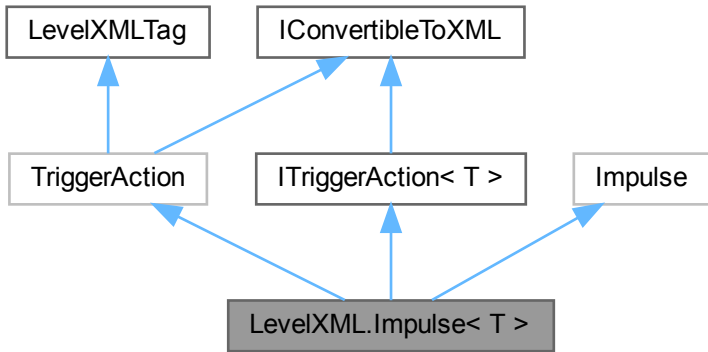 LevelXMLTag
IConvertibleToXML
TriggerAction
ITriggerAction< T >
Impulse
LevelXML.Impulse< T >